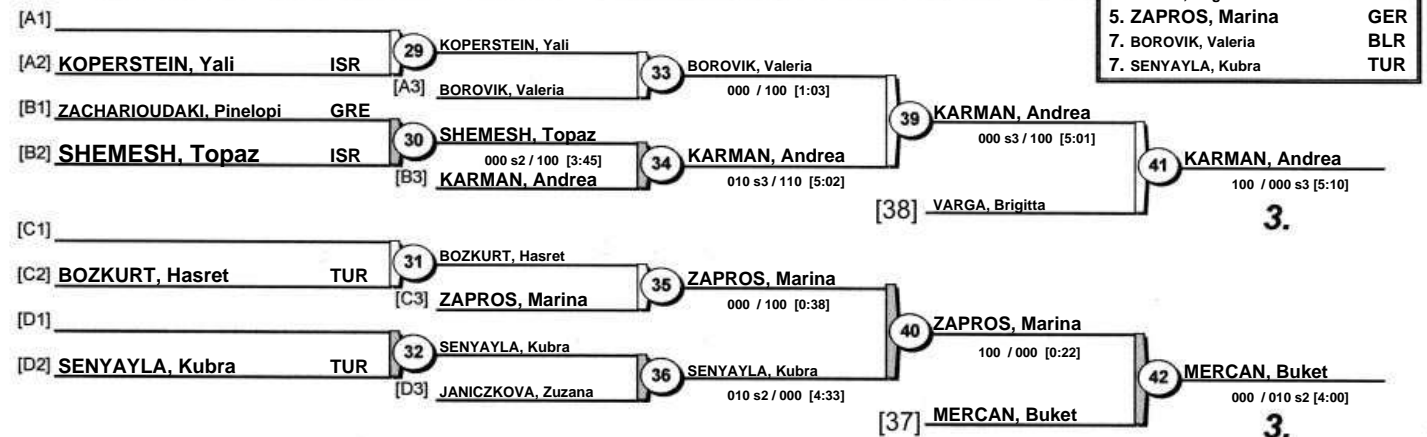 5. ZAPROS, Marina GER
7. BOROVIK, Valeria BLR
7. SENYAYLA, Kubra TUR
[A1]
[A2] KOPERSTEIN, Yali ISR
29
KOPERSTEIN, Yali
[A3] BOROVIK, Valeria
33
BOROVIK, Valeria
000 / 100 [1:03]
[B1] ZACHARIOUDAKI, Pinelopi GRE
[B2] SHEMESH, Topaz ISR
30
SHEMESH, Topaz
000 s2 / 100 [3:45]
[B3] KARMAN, Andrea
34
KARMAN, Andrea
010 s3 / 110 [5:02]
39
KARMAN, Andrea
000 s3 / 100 [5:01]
[38] VARGA, Brigitta
41
KARMAN, Andrea
100 / 000 s3 [5:10]
3.
[C1]
[C2] BOZKURT, Hasret TUR
31
BOZKURT, Hasret
[C3] ZAPROS, Marina
35
ZAPROS, Marina
000 / 100 [0:38]
[D1]
[D2] SENYAYLA, Kubra TUR
32
SENYAYLA, Kubra
[D3] JANICZKOVA, Zuzana
36
SENYAYLA, Kubra
010 s2 / 000 [4:33]
40
ZAPROS, Marina
100 / 000 [0:22]
[37] MERCAN, Buket
42
MERCAN, Buket
000 / 010 s2 [4:00]
3.